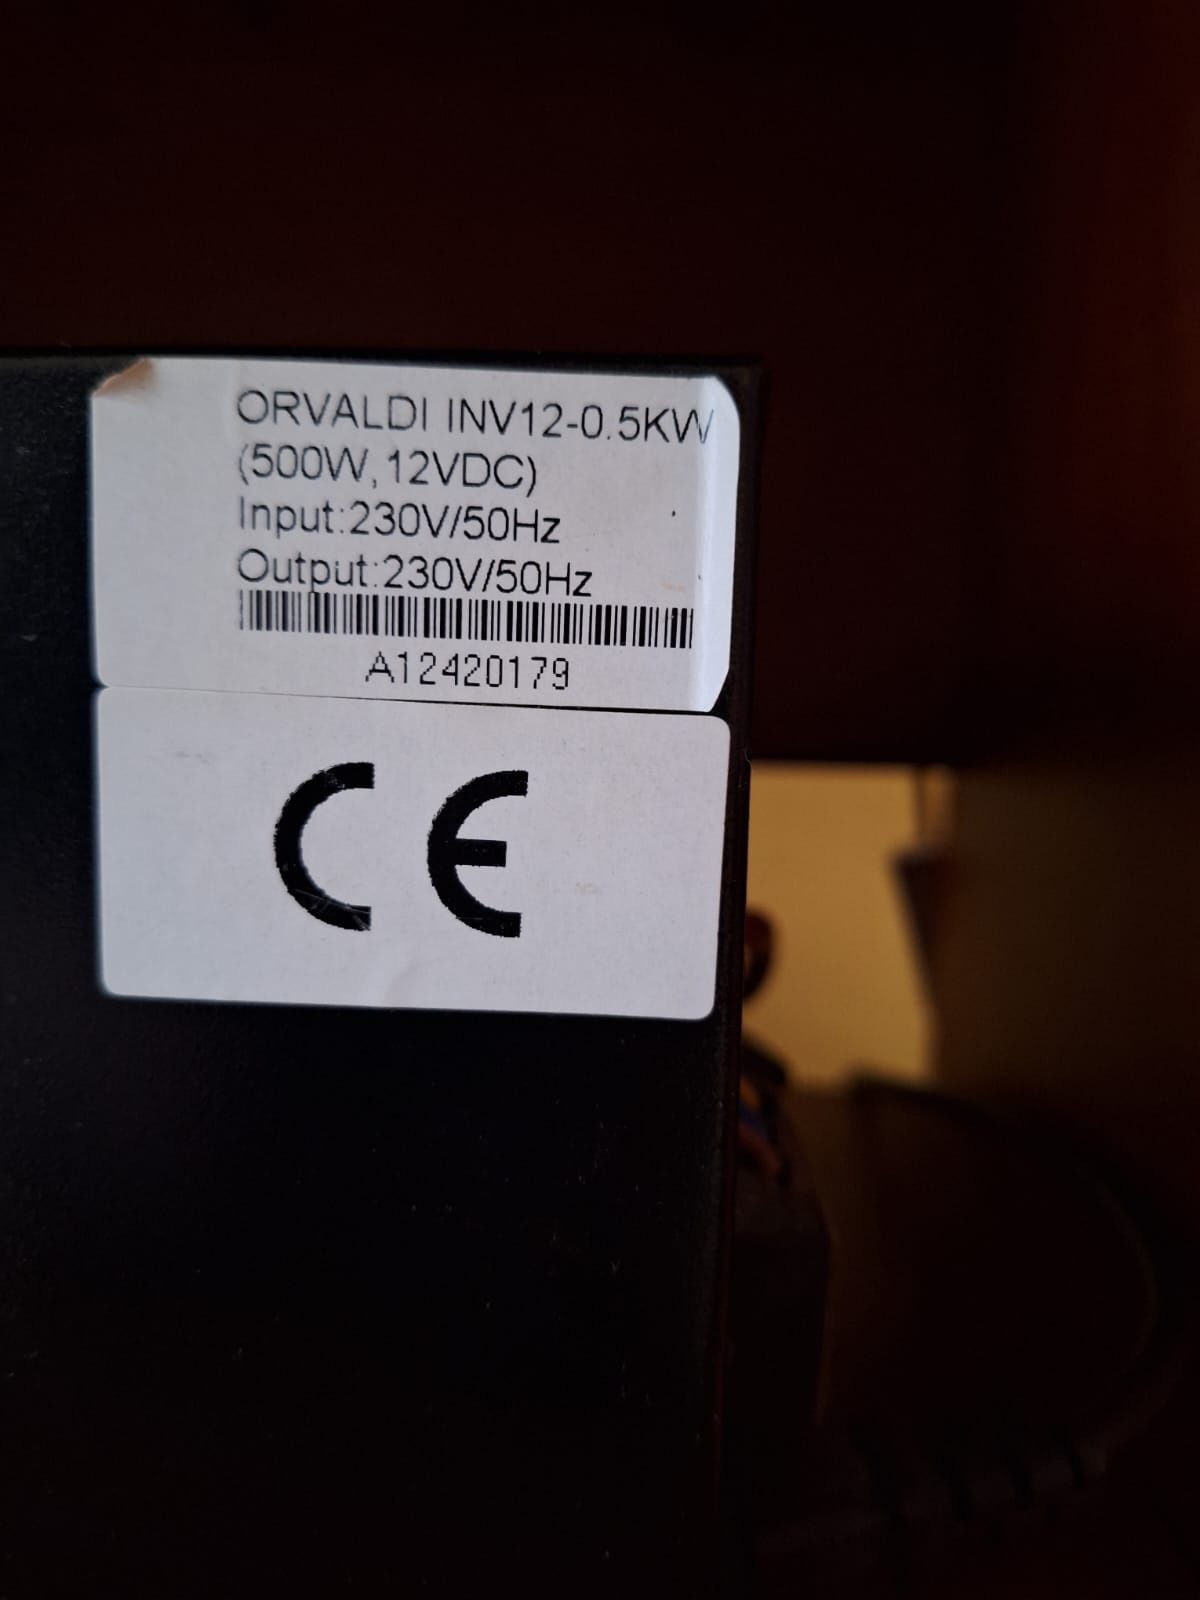 ORVALDI INV12-0.5KW
(500W, 12VDC)
Input:230V/50Hz
Output:230V/50Hz
A12420179
CE